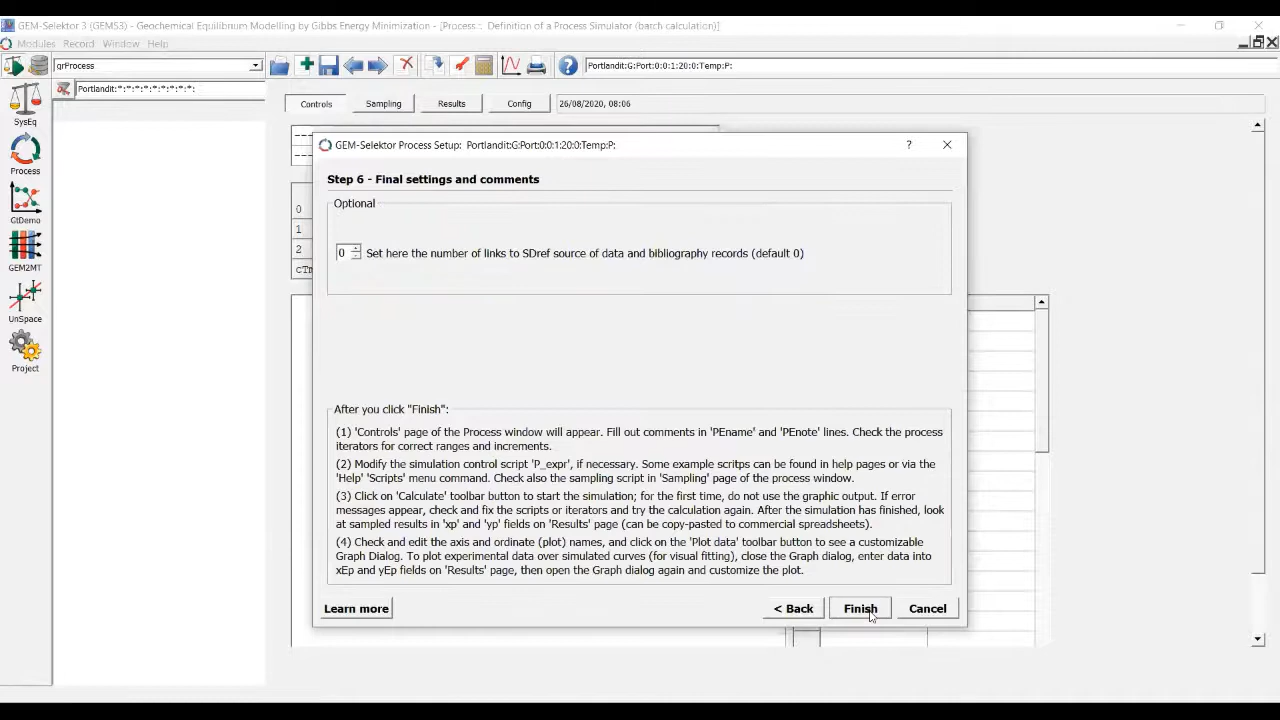 GEM-Selektor 3 (GEMS3) - Geochemical Equilibrium Modelling by Gibbs Energy Minimization - [Process :: Definition of a Process Simulator (batch calculation)]
Modules Record Window Help
grProcess
Portlandit:G:Port:0:0:1:20:0:Temp:P:
Portlandit:*:*:*:*:*:*:*:*:*:
Controls Sampling Results Config 26/08/2020, 08:06
SysEq
Process
GtDemo
GEM2MT
UnSpace
Project
0
1
2
GEM-Selektor Process Setup: Portlandit:G:Port:0:0:1:20:0:Temp:P:
Step 6 - Final settings and comments
Optional
0 Set here the number of links to SDref source of data and bibliography records (default 0)
After you click "Finish":
(1) 'Controls' page of the Process window will appear. Fill out comments in 'PEname' and 'PEnote' lines. Check the process
iterators for correct ranges and increments.
(2) Modify the simulation control script 'P_expr', if necessary. Some example scritps can be found in help pages or via the
'Help' 'Scripts' menu command. Check also the sampling script in 'Sampling' page of the process window.
(3) Click on 'Calculate' toolbar button to start the simulation; for the first time, do not use the graphic output. If error
messages appear, check and fix the scripts or iterators and try the calculation again. After the simulation has finished, look
at sampled results in 'xp' and 'yp' fields on 'Results' page (can be copy-pasted to commercial spreadsheets).
(4) Check and edit the axis and ordinate (plot) names, and click on the 'Plot data' toolbar button to see a customizable
Graph Dialog. To plot experimental data over simulated curves (for visual fitting), close the Graph dialog, enter data into
xEp and yEp fields on 'Results' page, then open the Graph dialog again and customize the plot.
Learn more < Back Finish Cancel